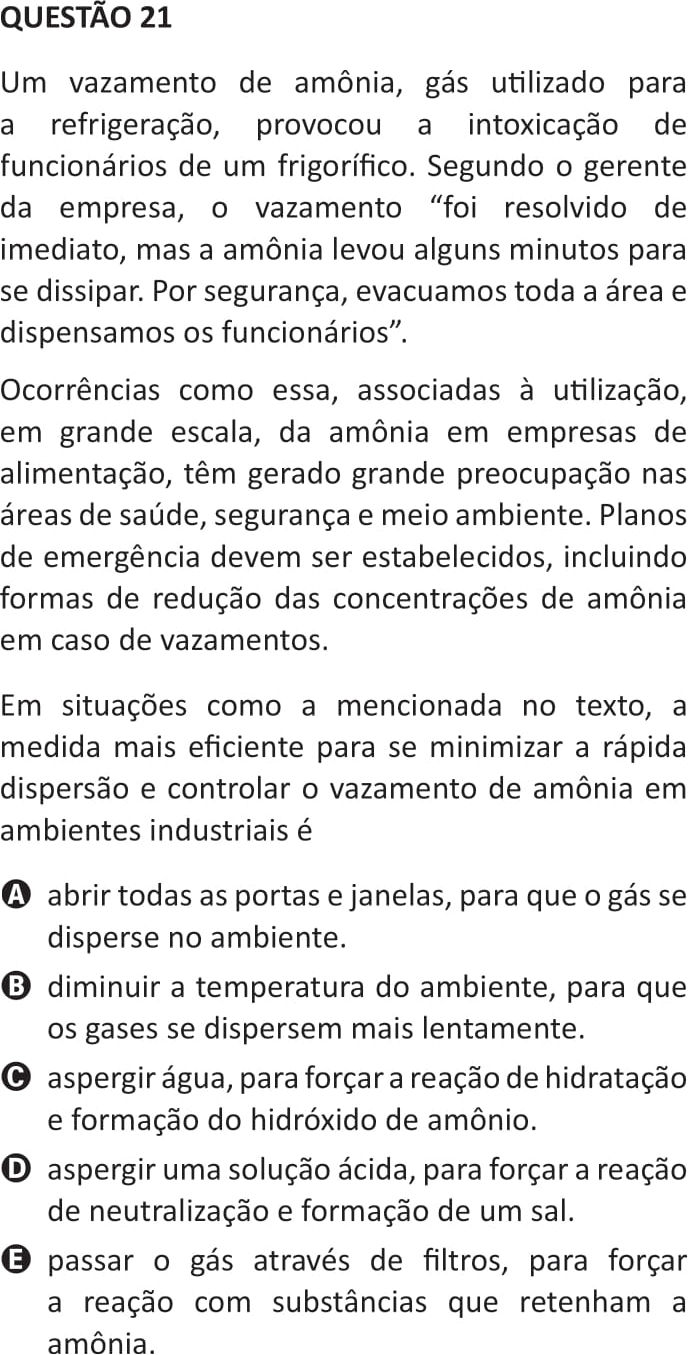 QUESTÃO 21
Um vazamento de amônia, gás utilizado para
a refrigeração, provocou a intoxicação de
funcionários de um frigorífico. Segundo o gerente
da empresa, o vazamento “foi resolvido de
imediato, mas a amônia levou alguns minutos para
se dissipar. Por segurança, evacuamos toda a área e
dispensamos os funcionários”.
Ocorrências como essa, associadas à utilização,
em grande escala, da amônia em empresas de
alimentação, têm gerado grande preocupação nas
áreas de saúde, segurança e meio ambiente. Planos
de emergência devem ser estabelecidos, incluindo
formas de redução das concentrações de amônia
em caso de vazamentos.
Em situações como a mencionada no texto, a
medida mais eficiente para se minimizar a rápida
dispersão e controlar o vazamento de amônia em
ambientes industriais é
A abrir todas as portas e janelas, para que o gás se
disperse no ambiente.
B diminuir a temperatura do ambiente, para que
os gases se dispersem mais lentamente.
C aspergir água, para forçar a reação de hidratação
e formação do hidróxido de amônio.
D aspergir uma solução ácida, para forçar a reação
de neutralização e formação de um sal.
E passar o gás através de filtros, para forçar
a reação com substâncias que retenham a
amônia.